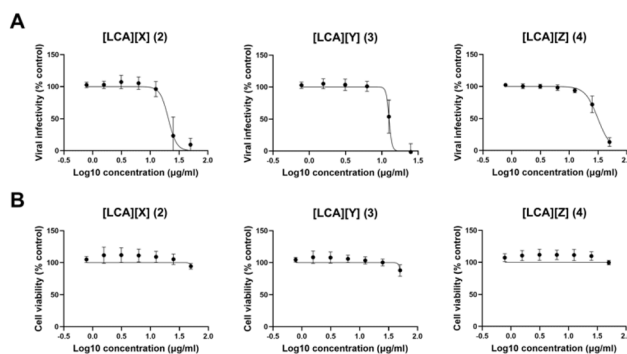 A
[LCA][X] (2)
150
100
50
0
-0.5 0.0 0.5 1.0 1.5 2.0
Viral infectivity (% control)
Log10 concentration (µg/ml)
[LCA][Y] (3)
150
100
50
0
-0.5 0.0 0.5 1.0 1.5
Viral infectivity (% control)
Log10 concentration (µg/ml)
[LCA][Z] (4)
150
100
50
0
-0.5 0.0 0.5 1.0 1.5 2.0
Viral infectivity (% control)
Log10 concentration (µg/ml)
B
[LCA][X] (2)
150
100
50
0
-0.5 0.0 0.5 1.0 1.5 2.0
Cell viability (% control)
Log10 concentration (µg/ml)
[LCA][Y] (3)
150
100
50
0
-0.5 0.0 0.5 1.0 1.5 2.0
Cell viability (% control)
Log10 concentration (µg/ml)
[LCA][Z] (4)
150
100
50
0
-0.5 0.0 0.5 1.0 1.5 2.0
Cell viability (% control)
Log10 concentration (µg/ml)